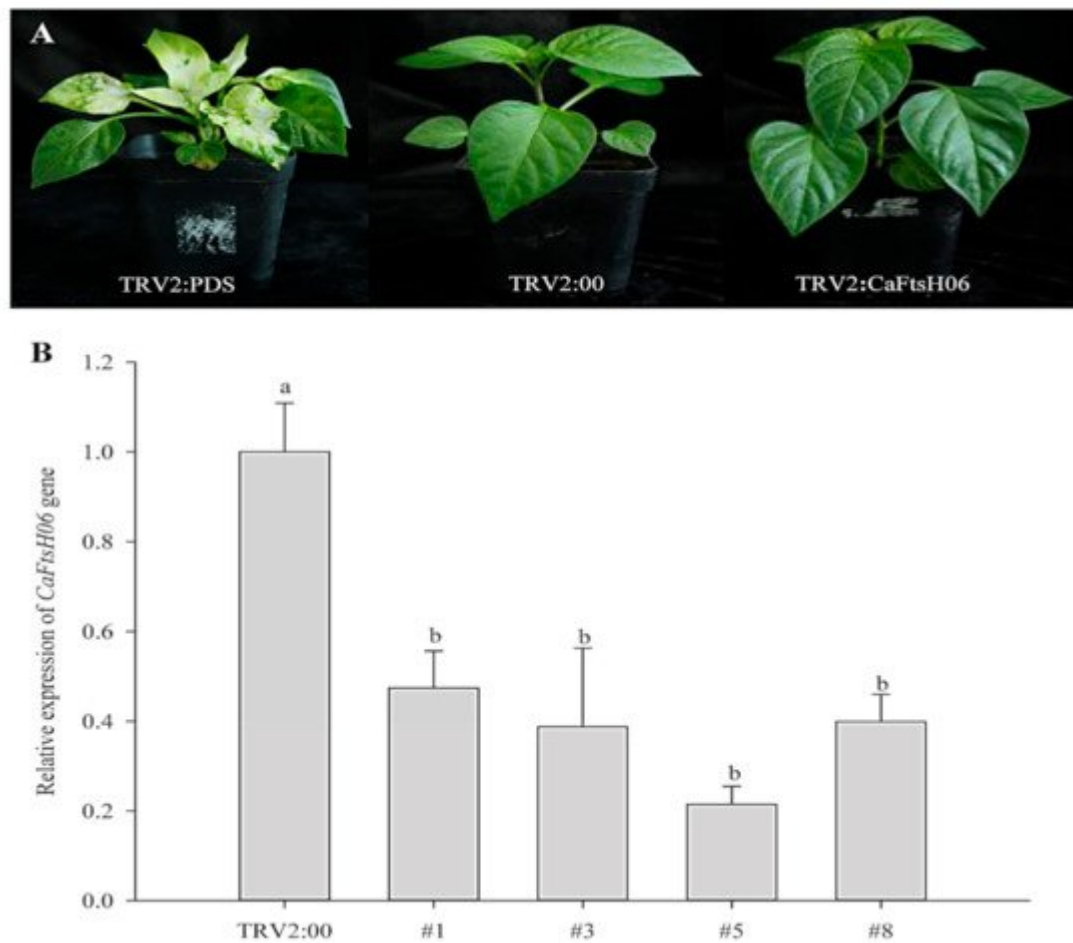 A
TRV2:PDS
TRV2:00
TRV2:CaFtsH06
B
Relative expression of CaFtsH06 gene
1.2
1.0
0.8
0.6
0.4
0.2
0.0
a
b
b
b
b
TRV2:00
#1
#3
#5
#8